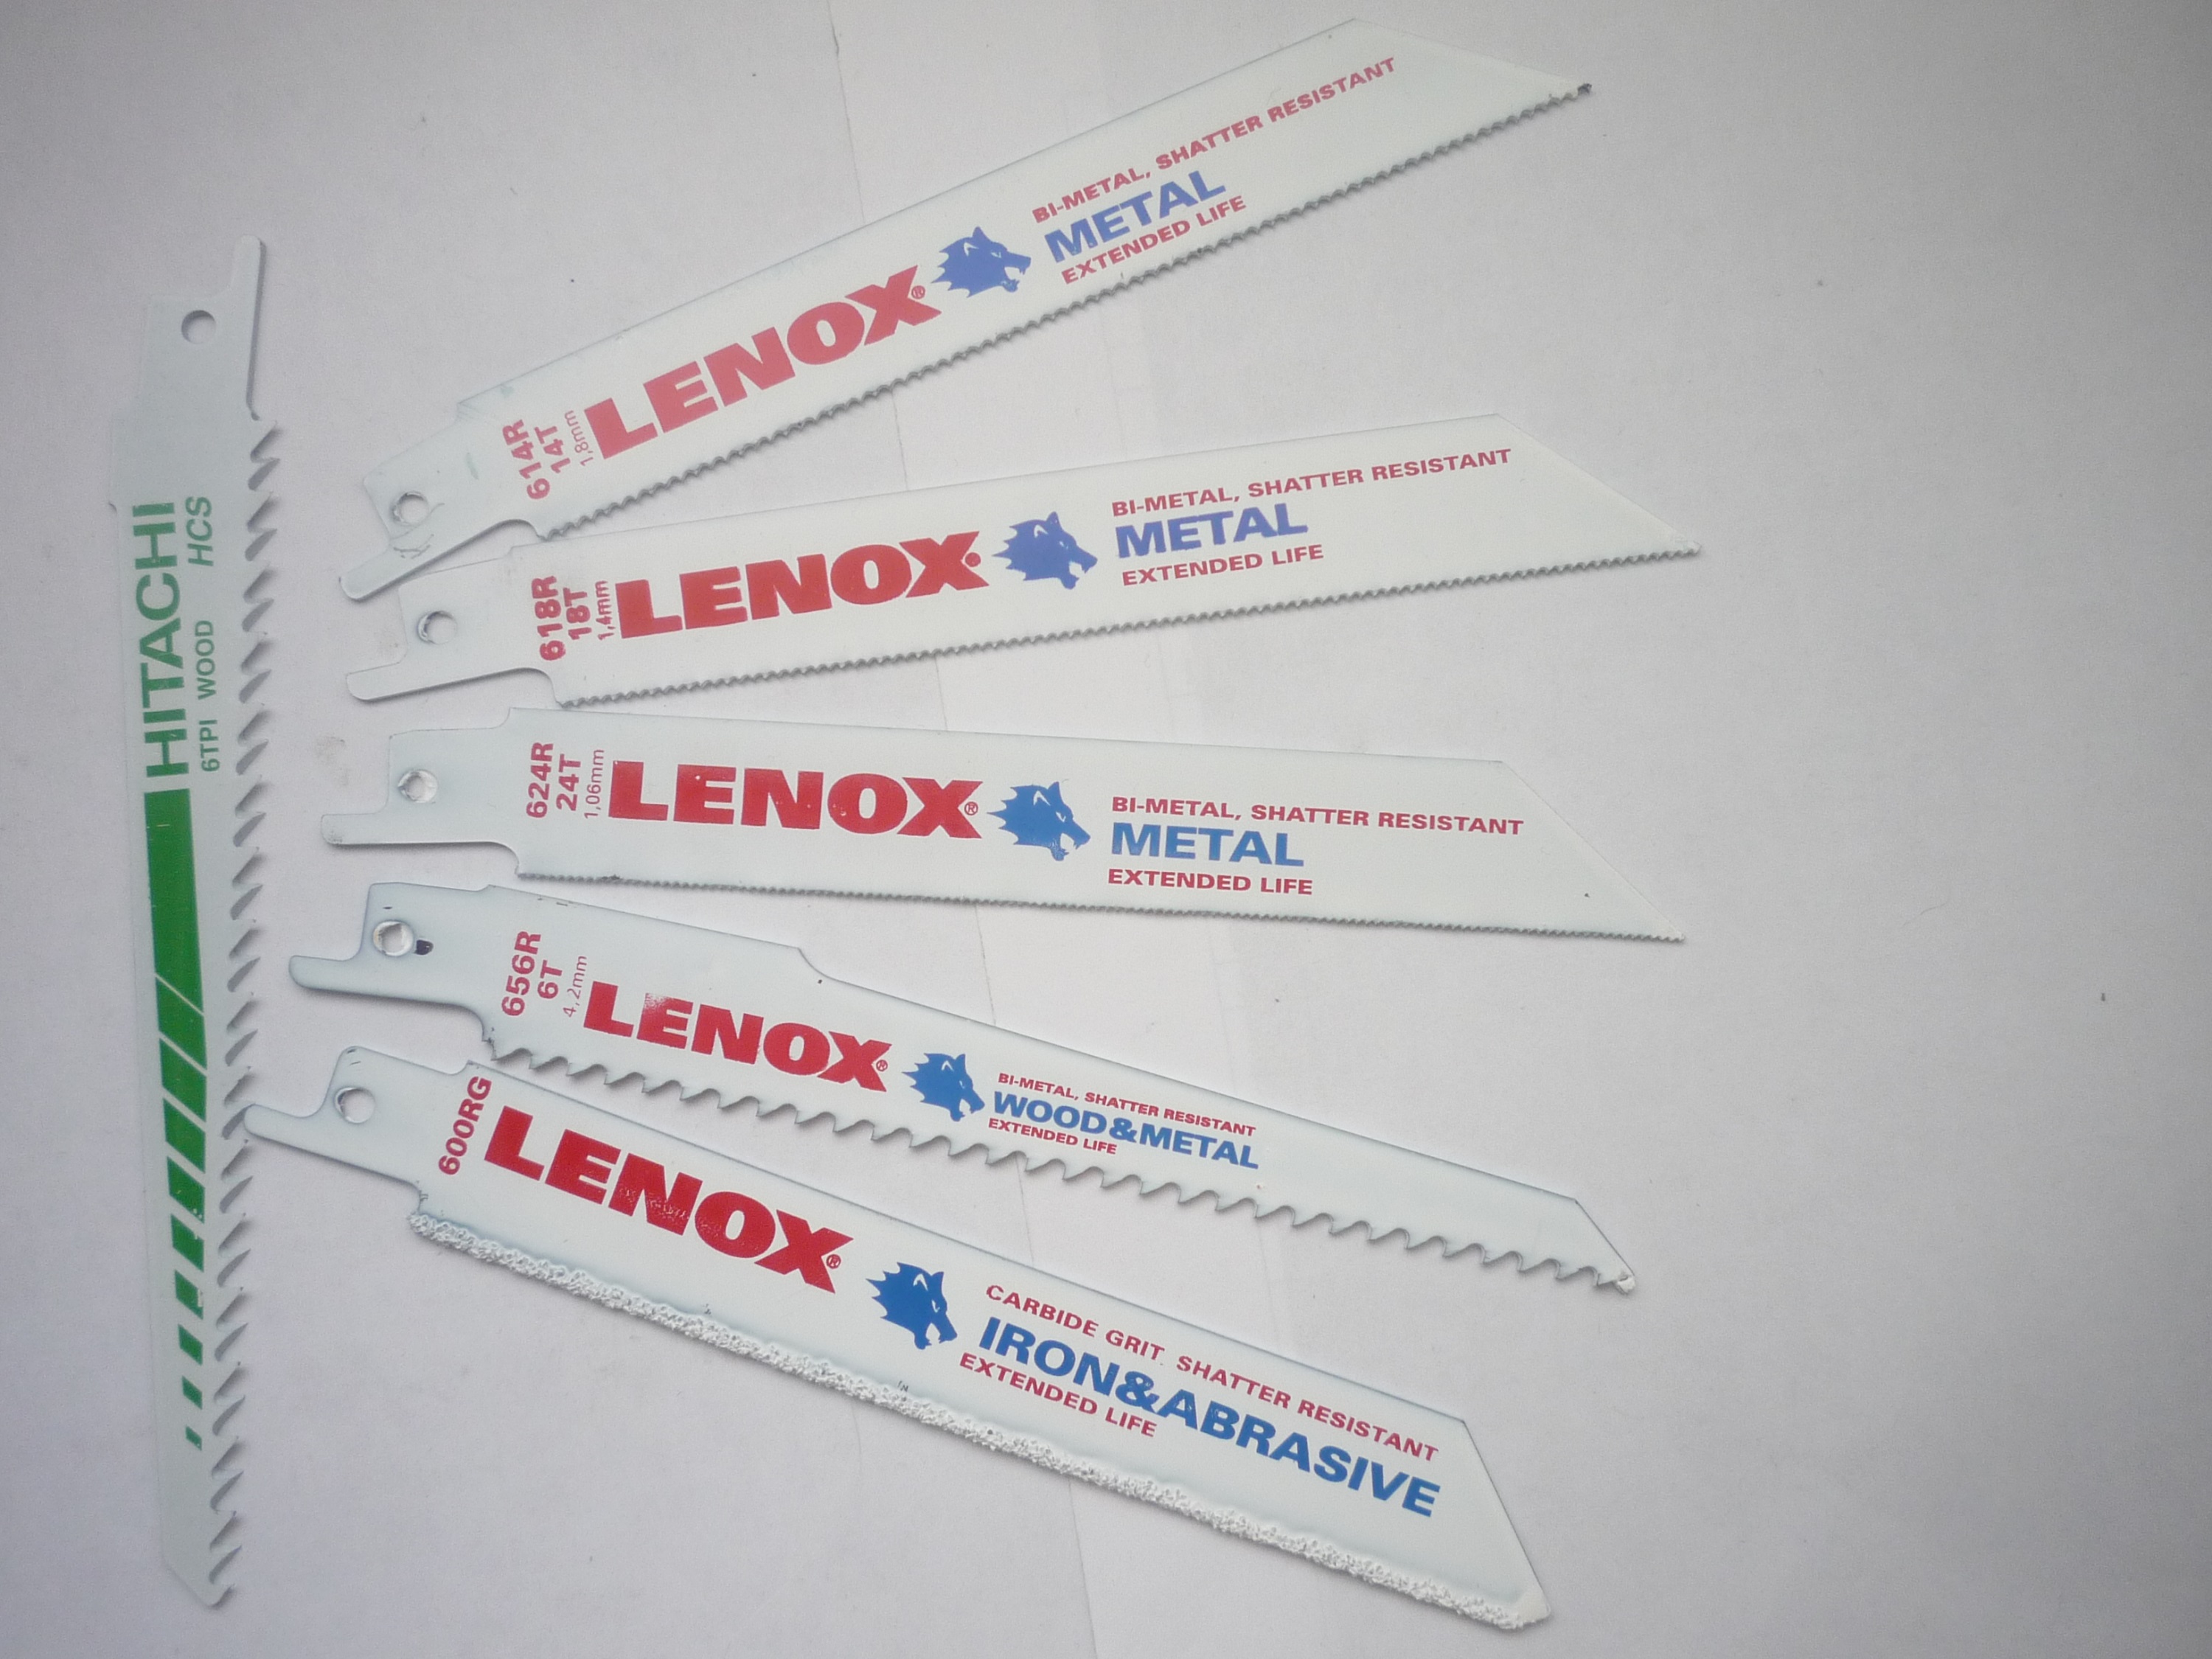 HITACHI
6TPI WOOD HCS
614R
14T
1,8mm
LENOX®
BI-METAL, SHATTER RESISTANT
METAL
EXTENDED LIFE
618R
18T
1,4mm
LENOX®
BI-METAL, SHATTER RESISTANT
METAL
EXTENDED LIFE
624R
24T
1,06mm
LENOX®
BI-METAL, SHATTER RESISTANT
METAL
EXTENDED LIFE
656R
6T
4,2mm
LENOX®
BI-METAL, SHATTER RESISTANT
WOOD&METAL
EXTENDED LIFE
600RG
LENOX®
CARBIDE GRIT. SHATTER RESISTANT
IRON&ABRASIVE
EXTENDED LIFE